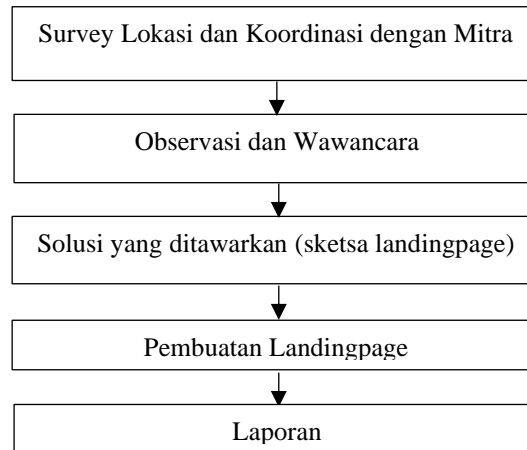 Survey Lokasi dan Koordinasi dengan Mitra
Observasi dan Wawancara
Solusi yang ditawarkan (sketsa landingpage)
Pembuatan Landingpage
Laporan